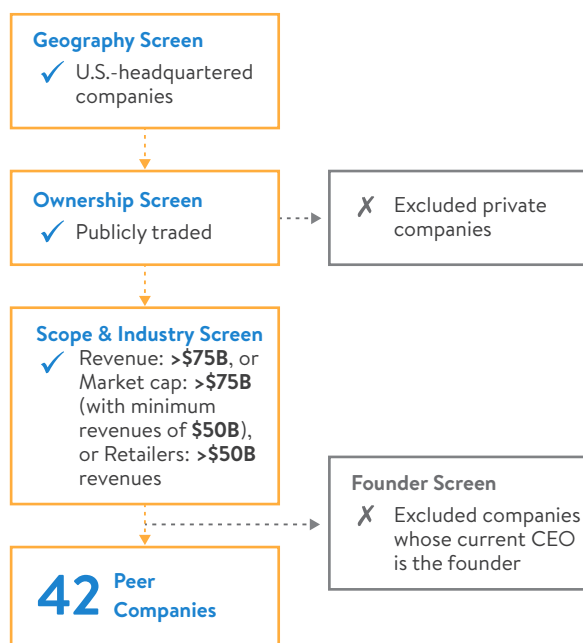 Geography Screen
✓ U.S.-headquartered
companies
Ownership Screen
✓ Publicly traded
✗ Excluded private
companies
Scope & Industry Screen
✓ Revenue: >$75B, or
Market cap: >$75B
(with minimum
revenues of $50B),
or Retailers: >$50B
revenues
Founder Screen
✗ Excluded companies
whose current CEO
is the founder
42 Peer
Companies